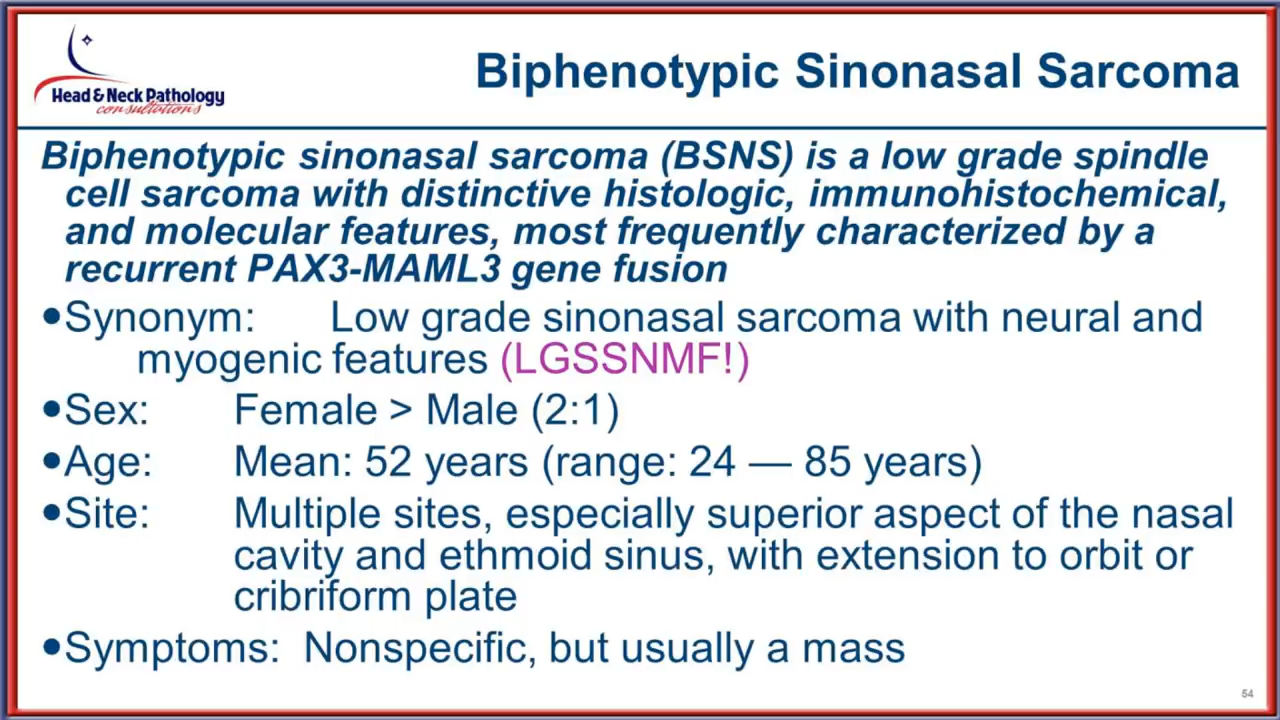 Head & Neck Pathology
consultations
Biphenotypic Sinonasal Sarcoma
Biphenotypic sinonasal sarcoma (BSNS) is a low grade spindle
cell sarcoma with distinctive histologic, immunohistochemical,
and molecular features, most frequently characterized by a
recurrent PAX3-MAML3 gene fusion
•Synonym: Low grade sinonasal sarcoma with neural and
myogenic features (LGSSNMF!)
•Sex: Female > Male (2:1)
•Age: Mean: 52 years (range: 24 — 85 years)
•Site: Multiple sites, especially superior aspect of the nasal
cavity and ethmoid sinus, with extension to orbit or
cribriform plate
•Symptoms: Nonspecific, but usually a mass
54